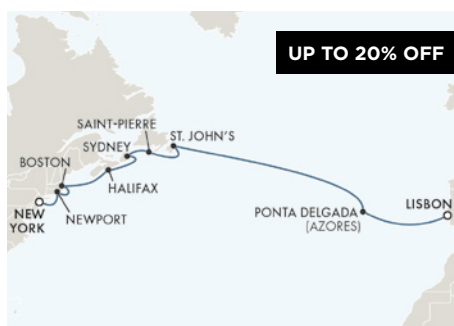 UP TO 20% OFF
SAINT-PIERRE
ST. JOHN'S
SYDNEY
BOSTON
HALIFAX
NEW
YORK
NEWPORT
PONTA DELGADA
(AZORES)
LISBON